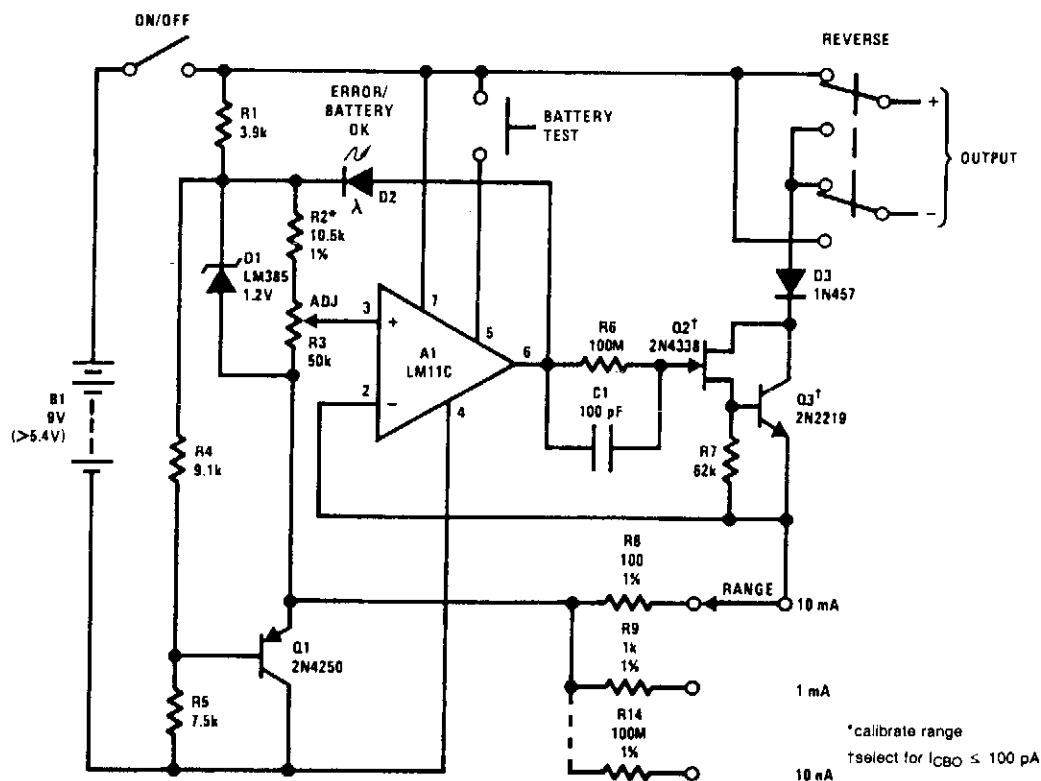 ON/OFF
REVERSE
R1
3.9k
ERROR/
BATTERY
OK
BATTERY
TEST
+
OUTPUT
−
D2
λ
R2*
10.5k
1%
D1
LM385
1.2V
D3
1N457
ADJ
3
+
7
5
R3
50k
A1
LM11C
6
R6
100M
Q2†
2N4338
2
−
4
C1
100 pF
Q3†
2N2219
B1
9V
(>5.4V)
R4
9.1k
R7
62k
R8
100
1%
RANGE
10 mA
R9
1k
1%
Q1
2N4250
1 mA
R5
7.5k
R14
100M
1%
10 nA
*calibrate range
†select for ICBO ≤ 100 pA